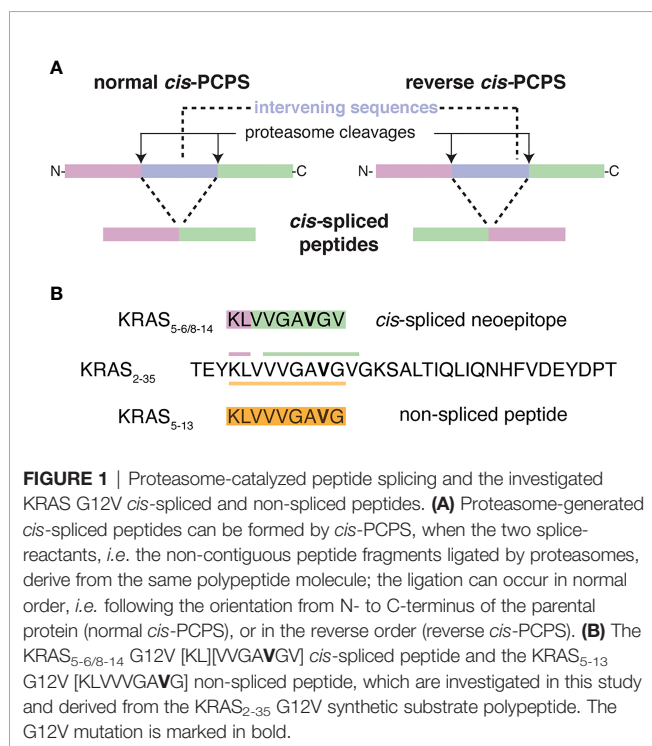 A
normal cis-PCPS
reverse cis-PCPS
intervening sequences
proteasome cleavages
N-
-C
N-
-C
cis-spliced
peptides
B
KRAS5-6/8-14 KLVVGAVGV cis-spliced neoepitope
KRAS2-35 TEYKLVVVGAVGVGKSALTIQLIQNHFVDEYDPT
KRAS5-13 KLVVVGAVG non-spliced peptide
FIGURE 1 | Proteasome-catalyzed peptide splicing and the investigated
KRAS G12V cis-spliced and non-spliced peptides. (A) Proteasome-generated
cis-spliced peptides can be formed by cis-PCPS, when the two splice-
reactants, i.e. the non-contiguous peptide fragments ligated by proteasomes,
derive from the same polypeptide molecule; the ligation can occur in normal
order, i.e. following the orientation from N- to C-terminus of the parental
protein (normal cis-PCPS), or in the reverse order (reverse cis-PCPS). (B) The
KRAS5-6/8-14 G12V [KL][VVGAVGV] cis-spliced peptide and the KRAS5-13
G12V [KLVVVGAVG] non-spliced peptide, which are investigated in this study
and derived from the KRAS2-35 G12V synthetic substrate polypeptide. The
G12V mutation is marked in bold.